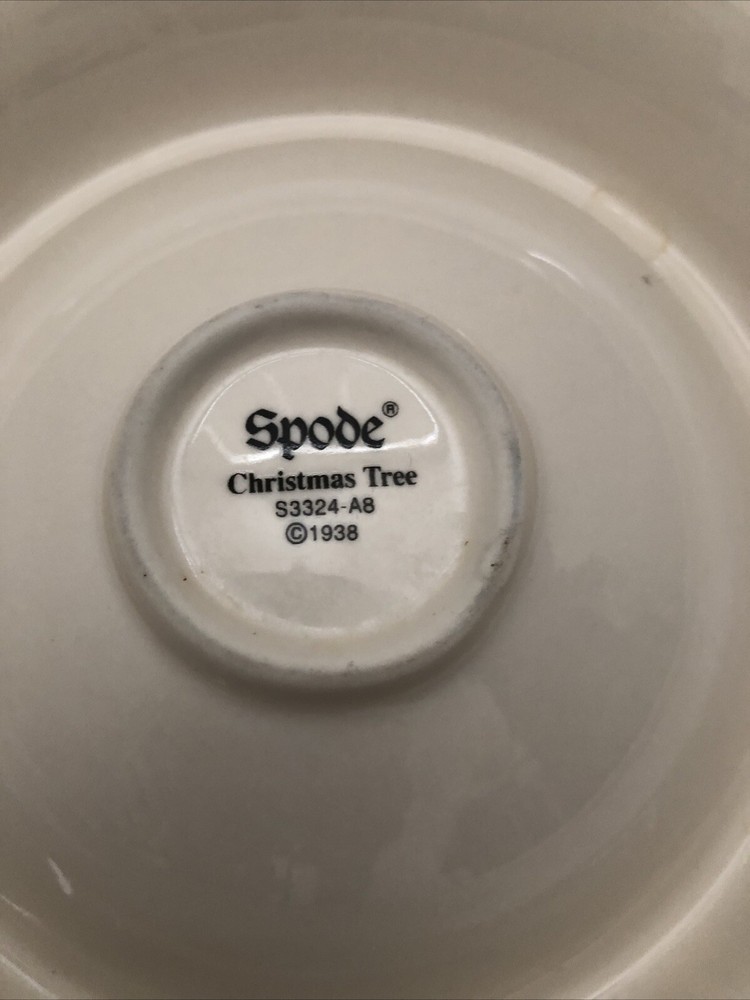 Spode®
Christmas Tree
S3324-A8
©1938